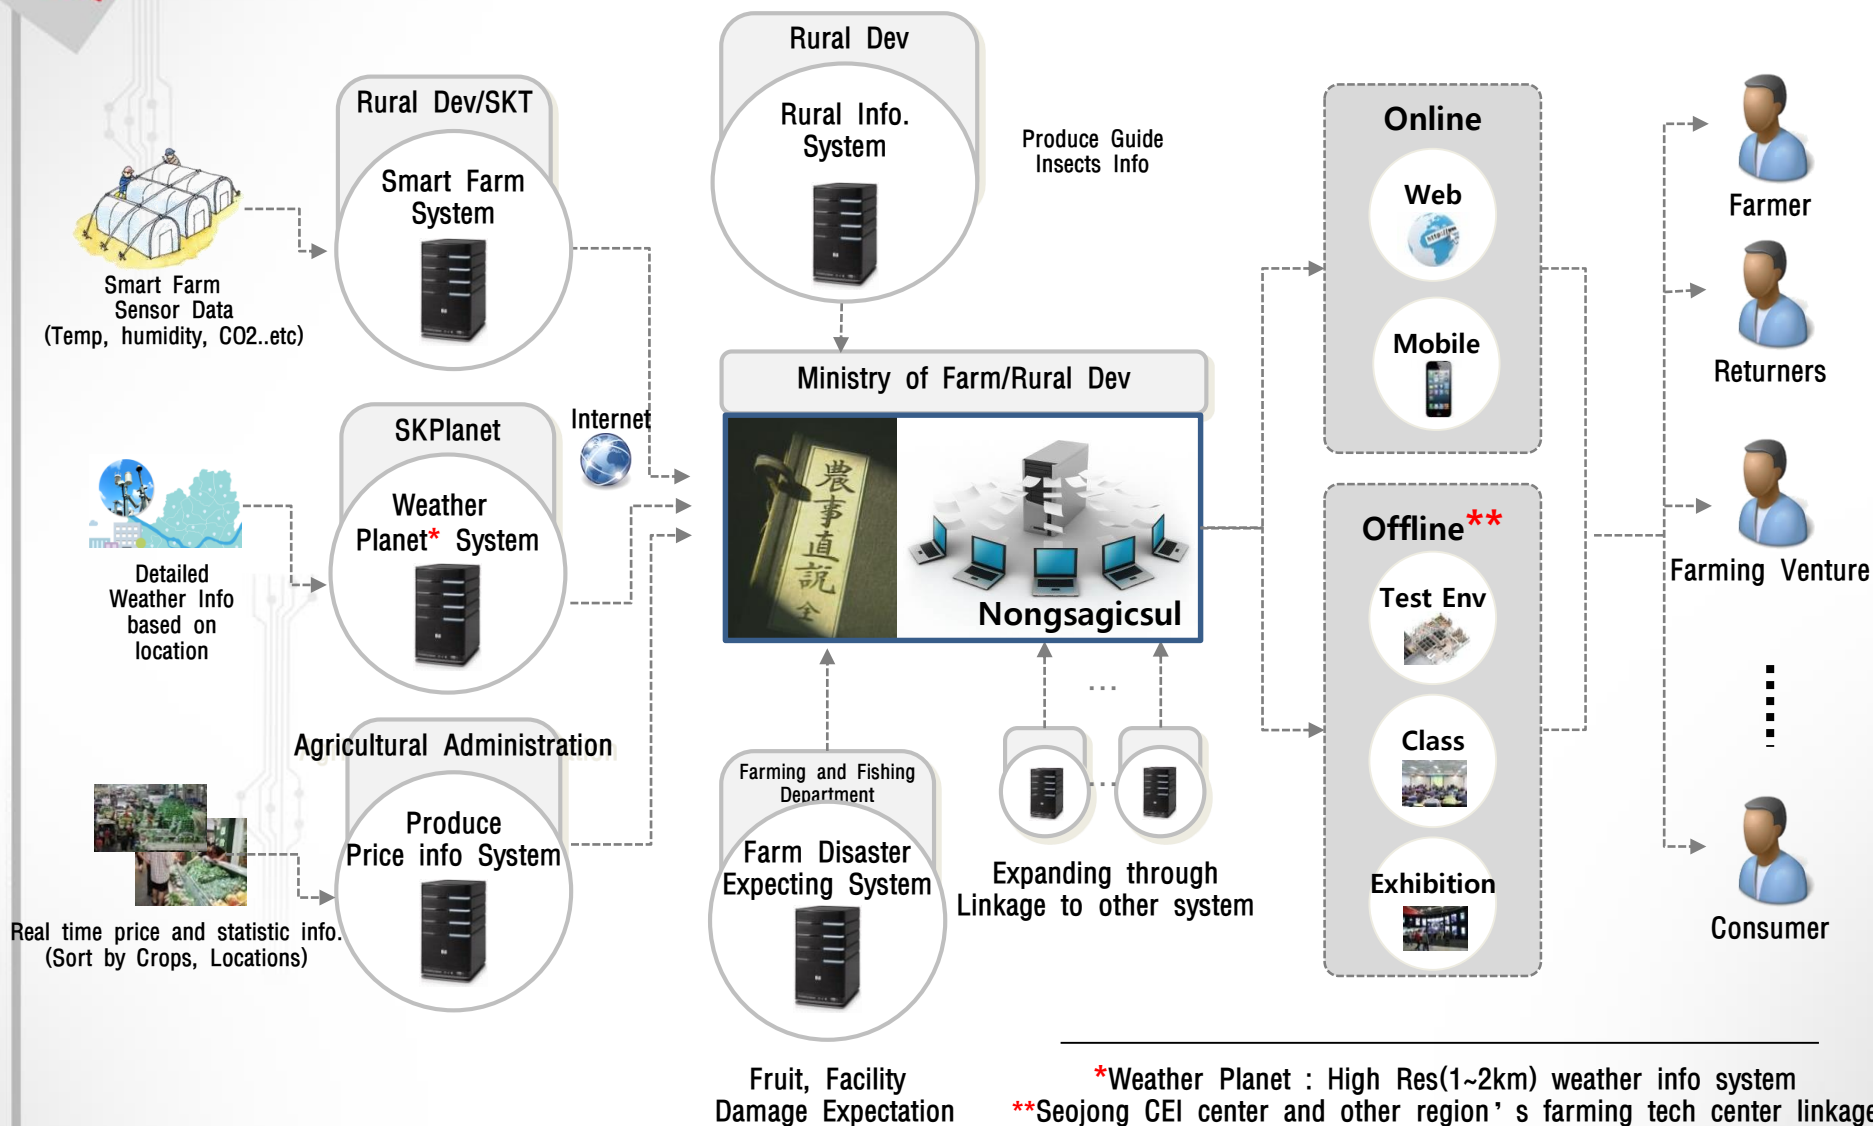 Rural Dev
Rural Info.
System
Produce Guide
Insects Info
Rural Dev/SKT
Smart Farm
System
Smart Farm
Sensor Data
(Temp, humidity, CO2..etc)
SKPlanet
Weather
Planet* System
Internet
Detailed
Weather Info
based on
location
Agricultural Administration
Produce
Price info System
Real time price and statistic info.
(Sort by Crops, Locations)
Ministry of Farm/Rural Dev
農事直説 全
Nongsagicsul
Farming and Fishing
Department
Farm Disaster
Expecting System
Fruit, Facility
Damage Expectation
...
...
Expanding through
Linkage to other system
Online
Web
http://ww
Mobile
Offline**
Test Env
Class
Exhibition
Farmer
Returners
Farming Venture
Consumer
*Weather Planet : High Res(1~2km) weather info system
**Seojong CEI center and other region's farming tech center linkage